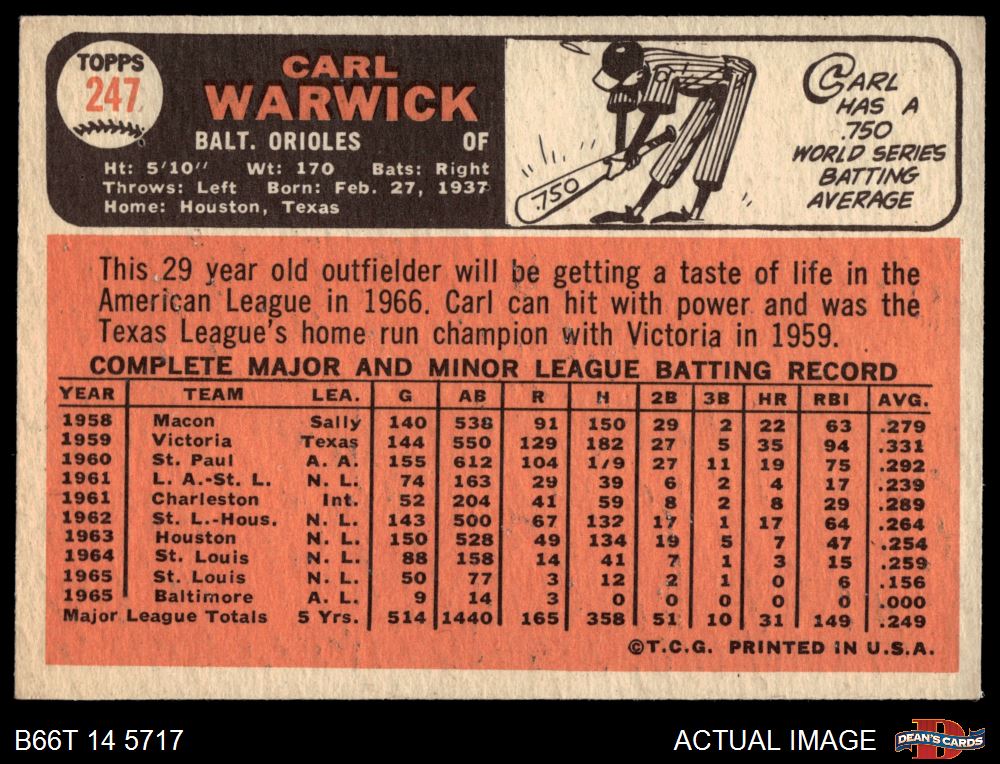 TOPPS
247
CARL
WARWICK
BALT. ORIOLES OF
Ht: 5'10" Wt: 170 Bats: Right
Throws: Left Born: Feb. 27, 1937
Home: Houston, Texas
.750
CARL
HAS A
.750
WORLD SERIES
BATTING
AVERAGE
This 29 year old outfielder will be getting a taste of life in the
American League in 1966. Carl can hit with power and was the
Texas League's home run champion with Victoria in 1959.
COMPLETE MAJOR AND MINOR LEAGUE BATTING RECORD
YEAR TEAM LEA. G AB R H 2B 3B HR RBI AVG.
1958 Macon Sally 140 538 91 150 29 2 22 63 .279
1959 Victoria Texas 144 550 129 182 27 5 35 94 .331
1960 St. Paul A. A. 155 612 104 179 27 11 19 75 .292
1961 L. A.-St. L. N. L. 74 163 29 39 6 2 4 17 .239
1961 Charleston Int. 52 204 41 59 8 2 8 29 .289
1962 St. L.-Hous. N. L. 143 500 67 132 17 1 17 64 .264
1963 Houston N. L. 150 528 49 134 19 5 7 47 .254
1964 St. Louis N. L. 88 158 14 41 7 1 3 15 .259
1965 St. Louis N. L. 50 77 3 12 2 1 0 6 .156
1965 Baltimore A. L. 9 14 3 0 0 0 0 0 .000
Major League Totals 5 Yrs. 514 1440 165 358 51 10 31 149 .249
©T.C.G. PRINTED IN U.S.A.
B66T 14 5717 ACTUAL IMAGE DEAN'S CARDS